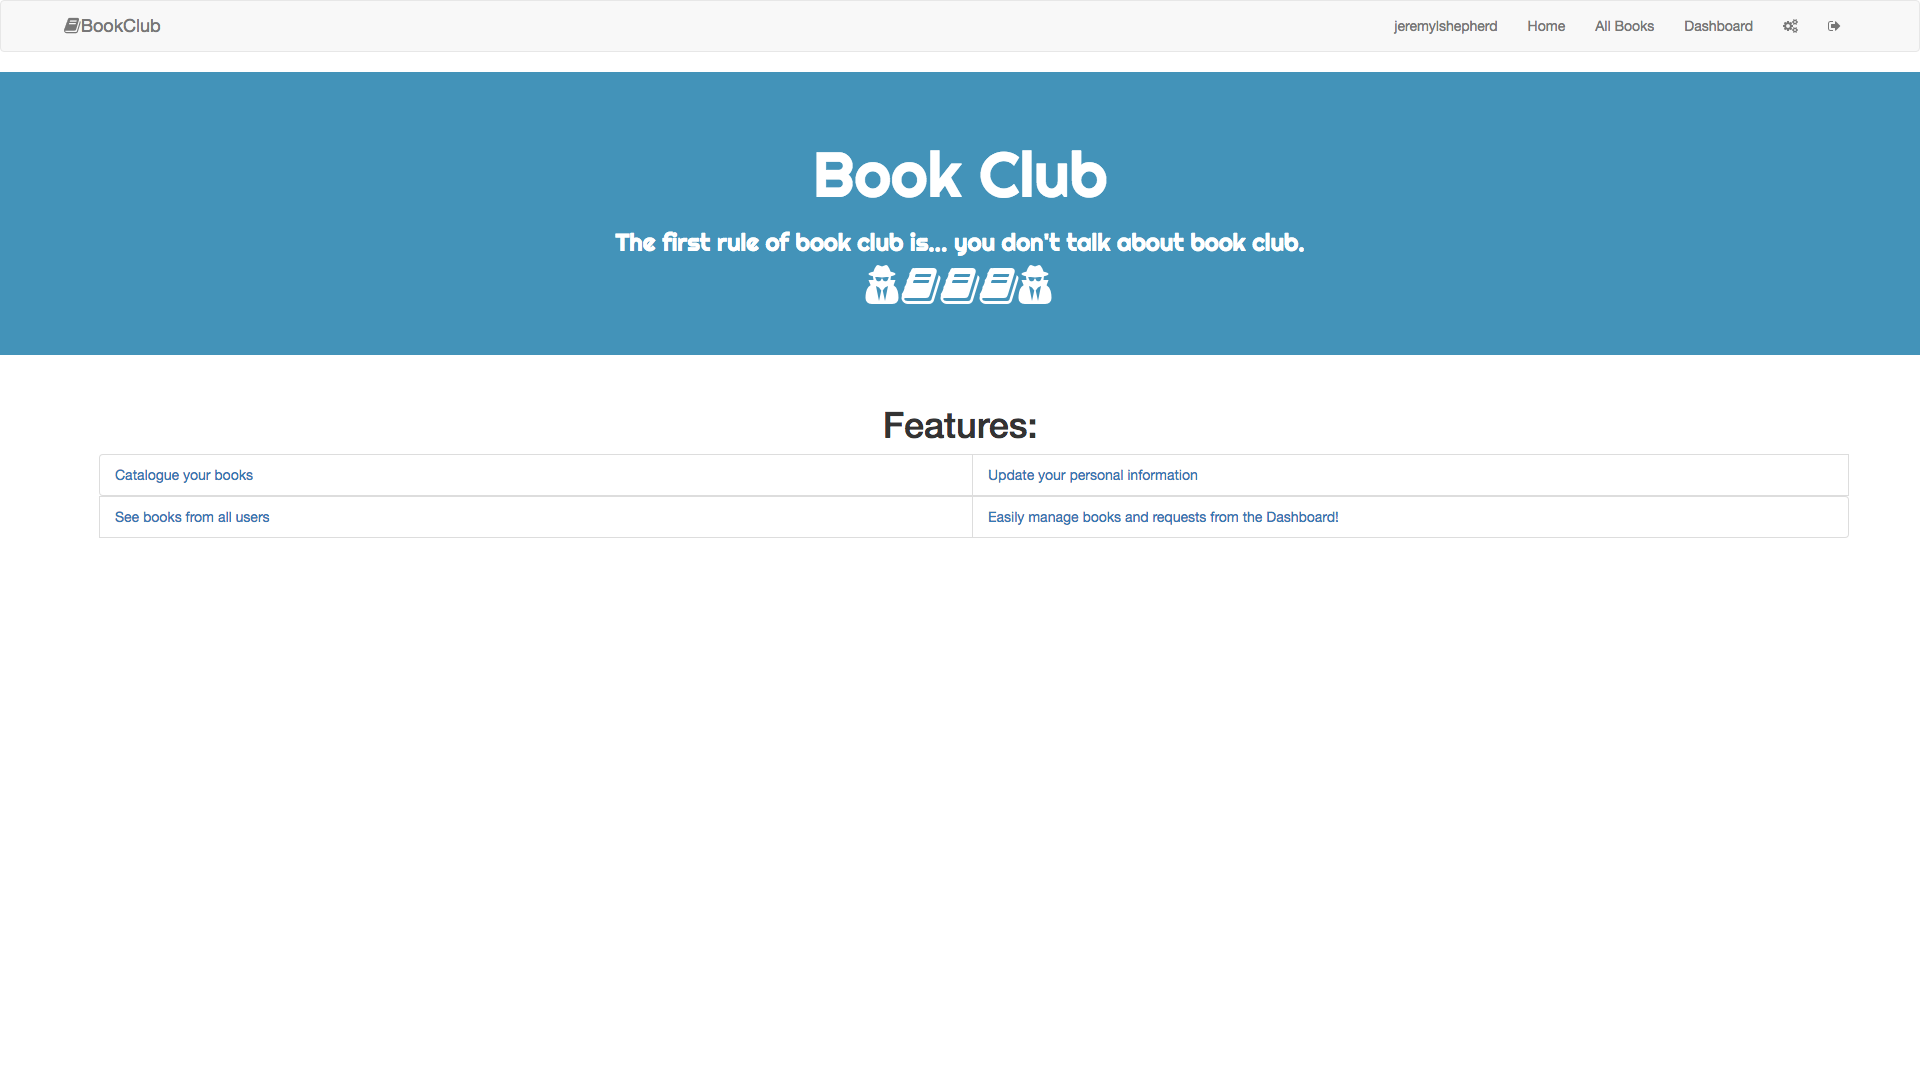 BookClub jeremylshepherd Home All Books Dashboard
Book Club
The first rule of book club is... you don't talk about book club.
Features:
Catalogue your books Update your personal information
See books from all users Easily manage books and requests from the Dashboard!